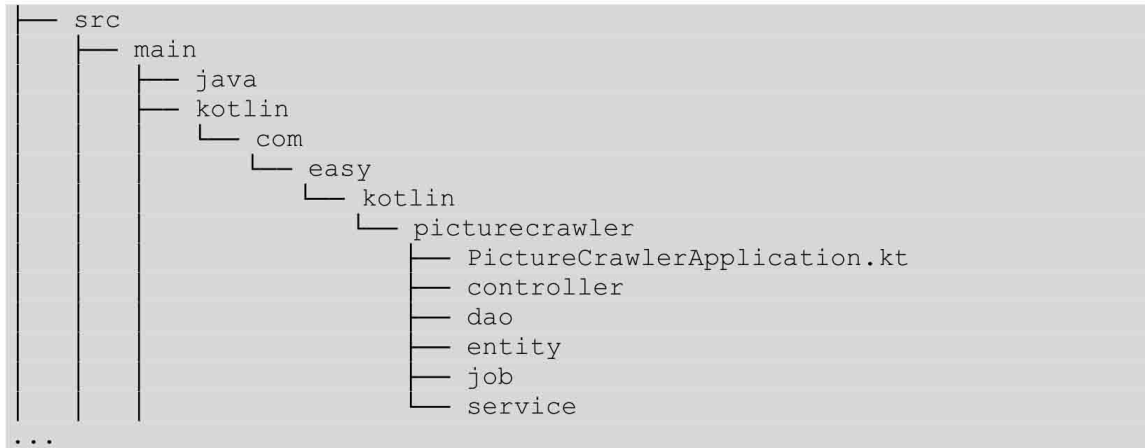 ├── src
│   ├── main
│   │   ├── java
│   │   ├── kotlin
│   │   │   └── com
│   │   │       └── easy
│   │   │           └── kotlin
│   │   │               └── picturecrawler
│   │   │                   ├── PictureCrawlerApplication.kt
│   │   │                   ├── controller
│   │   │                   ├── dao
│   │   │                   ├── entity
│   │   │                   ├── job
│   │   │                   └── service
...